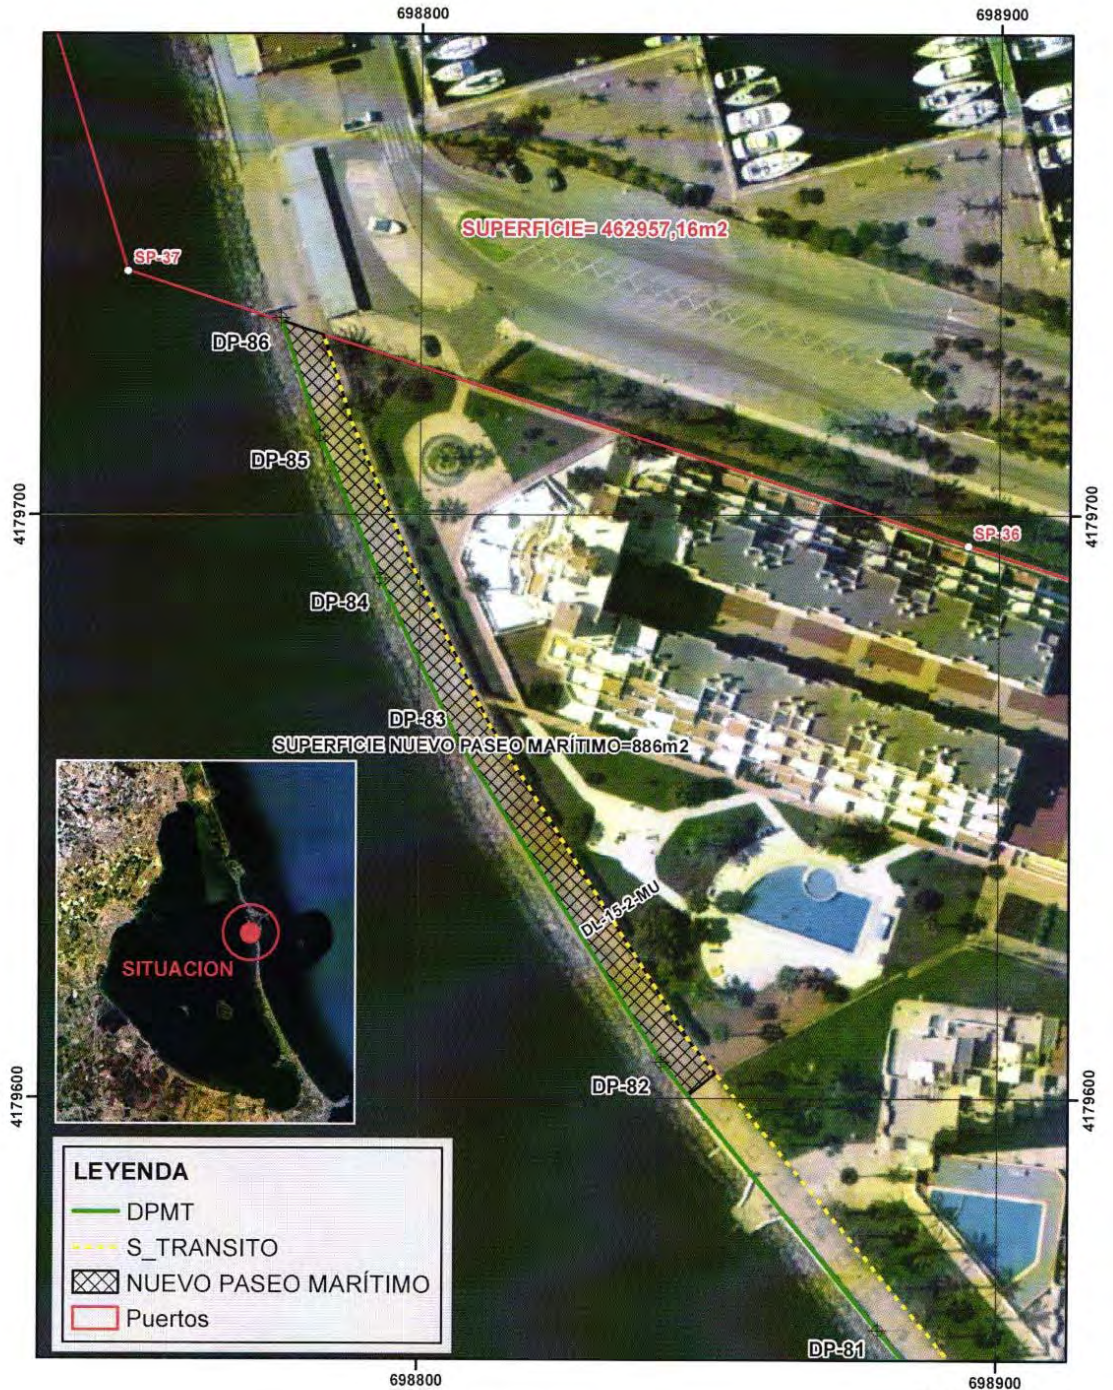 698800
698900
SUPERFICIE= 462957,16m2
SP-37
DP-86
DP-85
4179700
4179700
SP-36
DP-84
DP-83
SUPERFICIE NUEVO PASEO MARÍTIMO=886m2
DL-15-2-MU
SITUACION
DP-82
4179600
4179600
LEYENDA
DPMT
S_TRANSITO
NUEVO PASEO MARÍTIMO
Puertos
DP-81
698800
698900